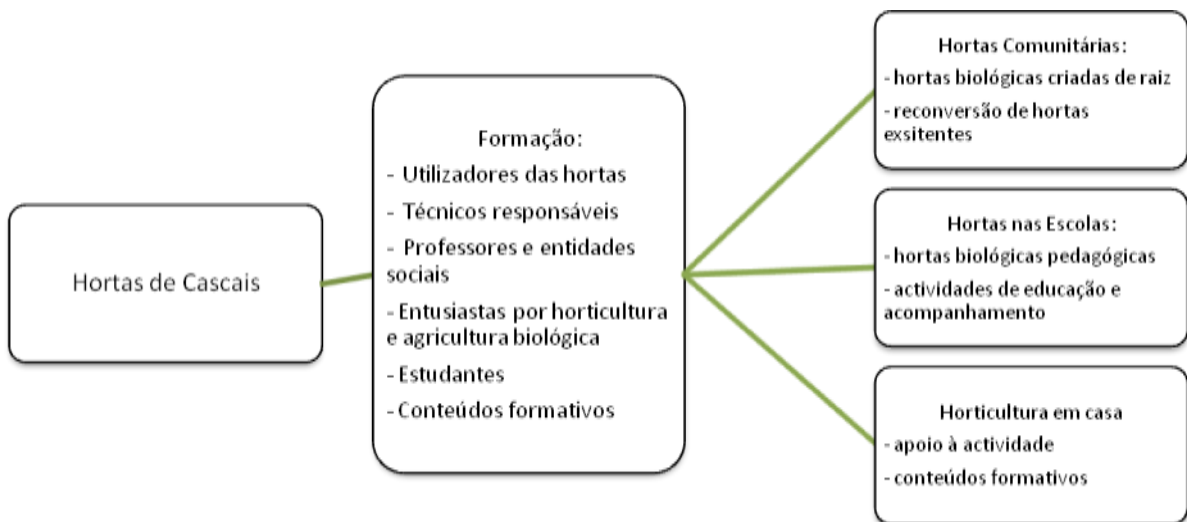 Hortas de Cascais
Formação:
- Utilizadores das hortas
- Técnicos responsáveis
- Professores e entidades
sociais
- Entusiastas por horticultura
e agricultura biológica
- Estudantes
- Conteúdos formativos
Hortas Comunitárias:
- hortas biológicas criadas de raiz
- reconversão de hortas
exsitentes
Hortas nas Escolas:
- hortas biológicas pedagógicas
- actividades de educação e
acompanhamento
Horticultura em casa
- apoio à actividade
- conteúdos formativos